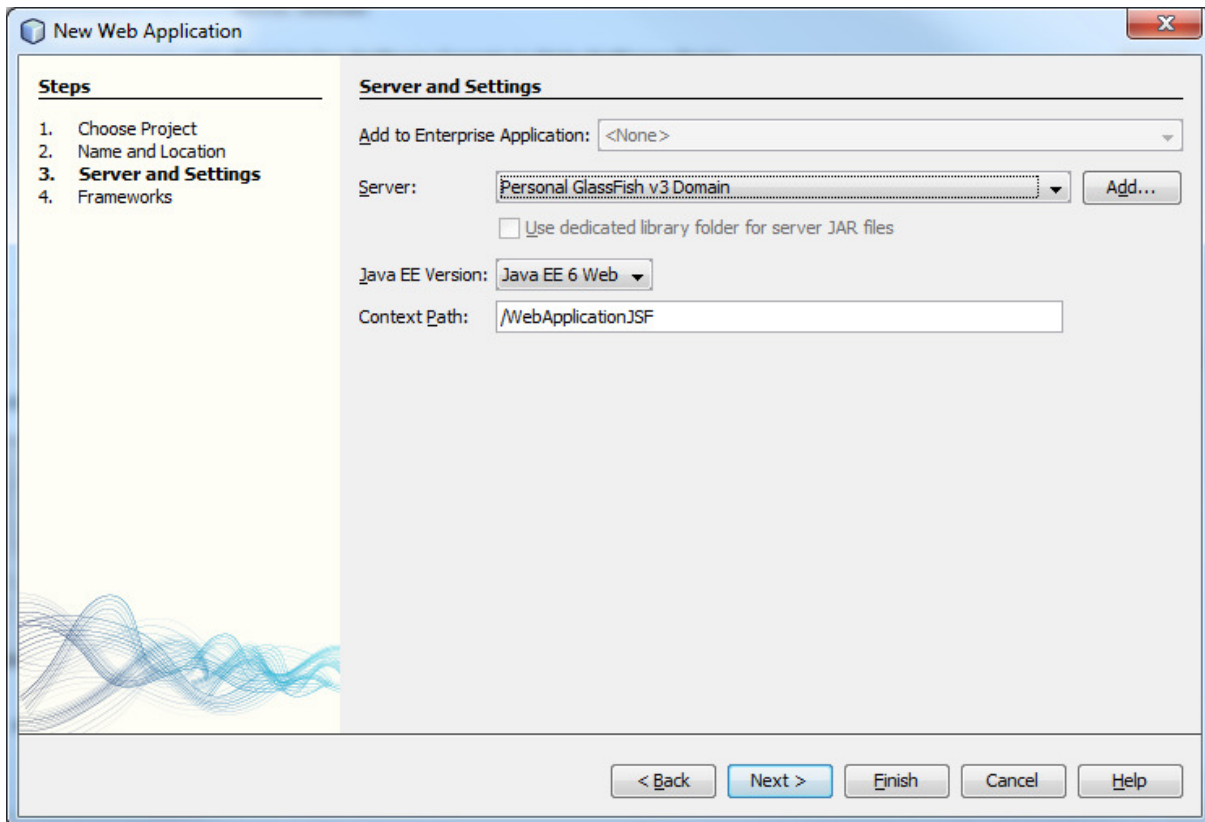 New Web Application
Steps
1. Choose Project
2. Name and Location
3. Server and Settings
4. Frameworks
Server and Settings
Add to Enterprise Application: <None>
Server: Personal GlassFish v3 Domain Add...
Use dedicated library folder for server JAR files
Java EE Version: Java EE 6 Web
Context Path: /WebApplicationJSF
< Back Next > Finish Cancel Help